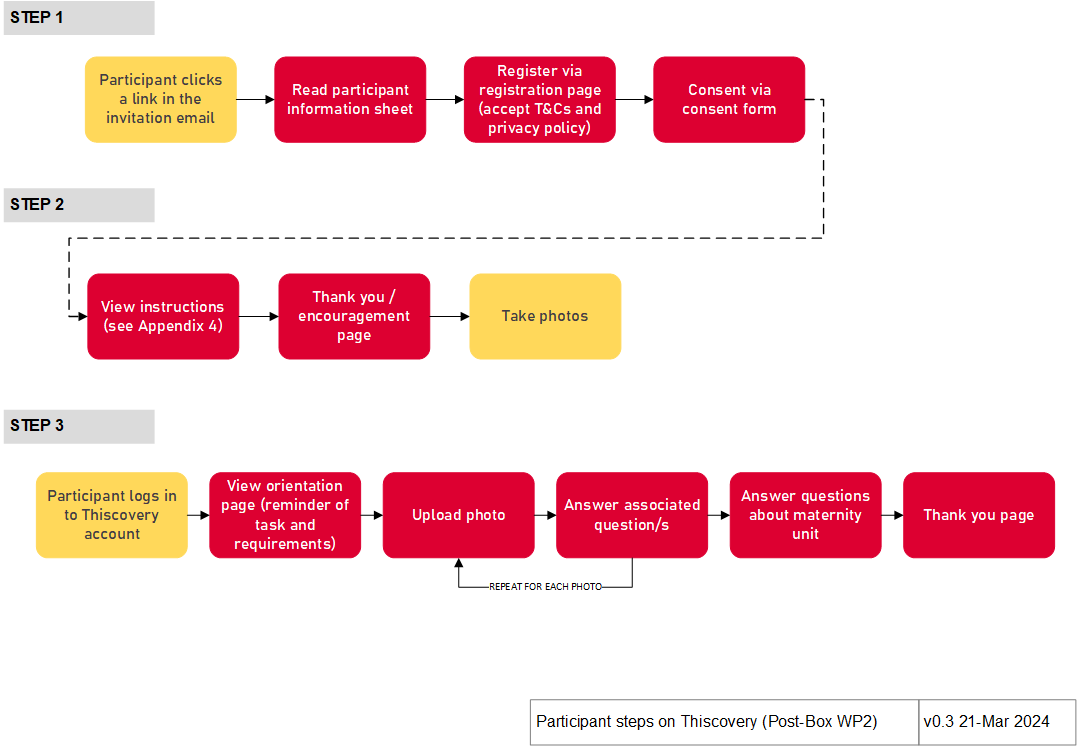 STEP 1
Participant clicks
a link in the
invitation email
Read participant
information sheet
Register via
registration page
(accept T&Cs and
privacy policy)
Consent via
consent form
STEP 2
View instructions
(see Appendix 4)
Thank you /
encouragement
page
Take photos
STEP 3
Participant logs in
to Thiscovery
account
View orientation
page (reminder of
task and
requirements)
Upload photo
Answer associated
question/s
Answer questions
about maternity
unit
Thank you page
REPEAT FOR EACH PHOTO
Participant steps on Thiscovery (Post-Box WP2)
v0.3 21-Mar 2024